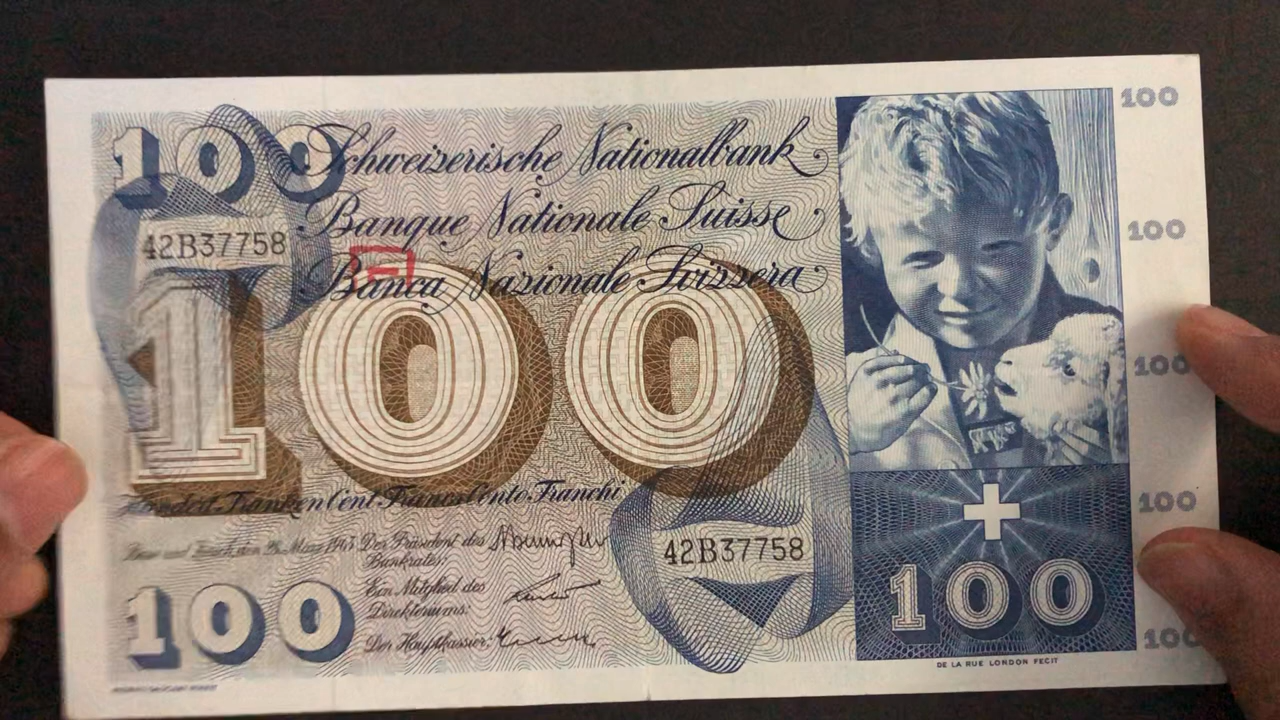 100
Schweizerische Nationalbank
Banque Nationale Suisse
Banca Nazionale Svizzera
42B37758
100
Hundert Franken Cent Francs Cento Franchi
Der Präsident des
Bankrates:
Ein Mitglied des
Direktoriums:
Der Hauptkassier:
100
42B37758
100
DE LA RUE LONDON FECIT
100
100
100
100
100